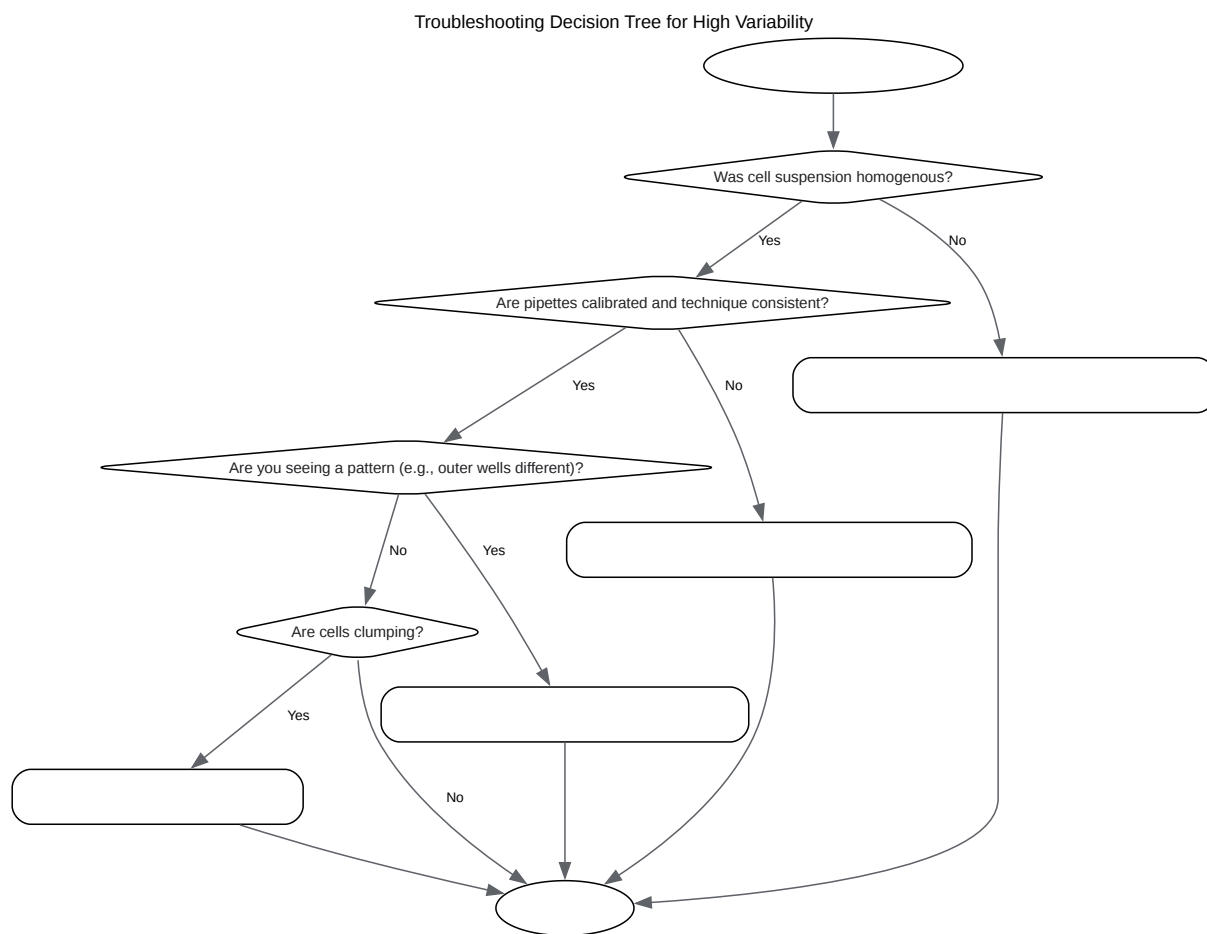 Troubleshooting Decision Tree for High Variability
Was cell suspension homogenous?
Yes
No
Are pipettes calibrated and technique consistent?
Yes
No
Are you seeing a pattern (e.g., outer wells different)?
No
Yes
Are cells clumping?
Yes
No